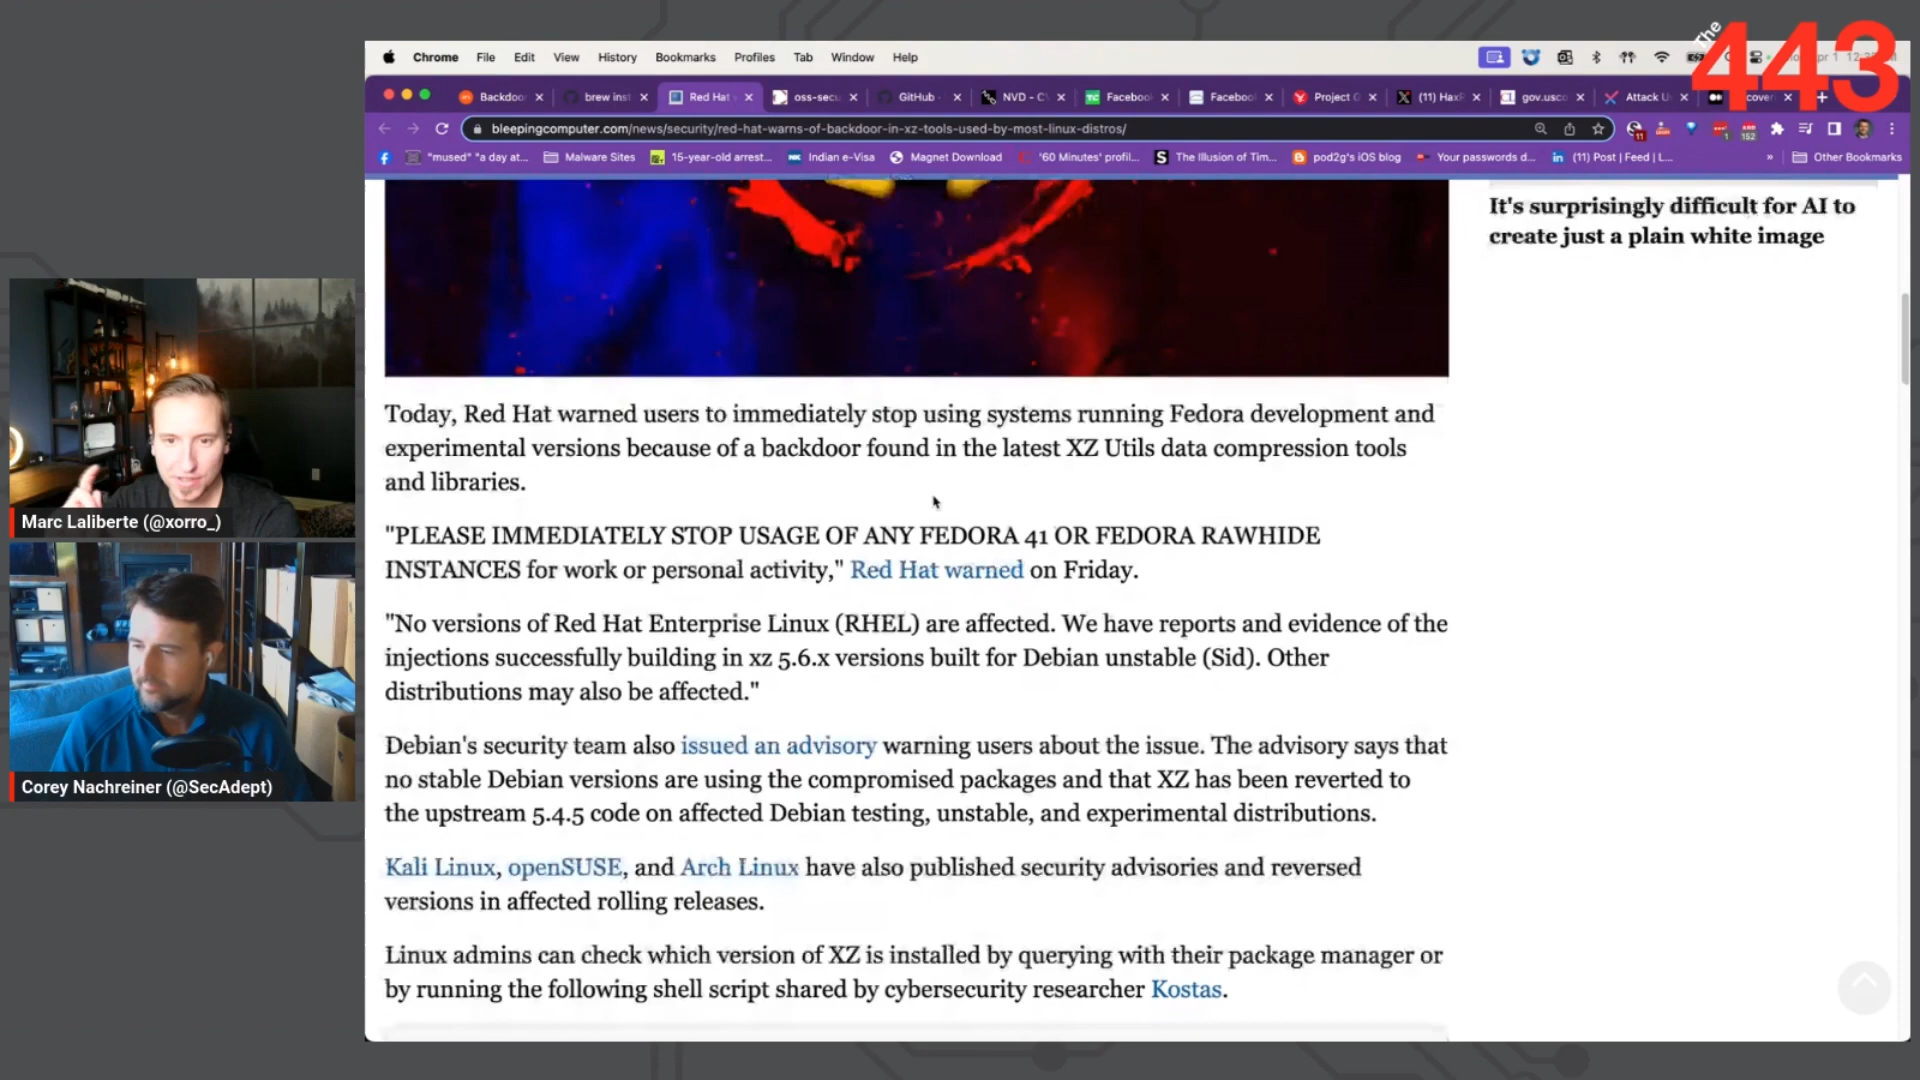 The 443
Chrome File Edit View History Bookmarks Profiles Tab Window Help
Backdoo brew inst Red Hat oss-secu GitHub NVD - C Faceboo Faceboo Project (11) Hax gov.usco Attack U cover
bleepingcomputer.com/news/security/red-hat-warns-of-backdoor-in-xz-tools-used-by-most-linux-distros/
"mused" "a day at... Malware Sites 15-year-old arrest... Indian e-Visa Magnet Download '60 Minutes' profil... The Illusion of Tim... pod2g's iOS blog Your passwords d... (11) Post | Feed | L... » Other Bookmarks
It's surprisingly difficult for AI to
create just a plain white image
Today, Red Hat warned users to immediately stop using systems running Fedora development and
experimental versions because of a backdoor found in the latest XZ Utils data compression tools
and libraries.
"PLEASE IMMEDIATELY STOP USAGE OF ANY FEDORA 41 OR FEDORA RAWHIDE
INSTANCES for work or personal activity," Red Hat warned on Friday.
"No versions of Red Hat Enterprise Linux (RHEL) are affected. We have reports and evidence of the
injections successfully building in xz 5.6.x versions built for Debian unstable (Sid). Other
distributions may also be affected."
Debian's security team also issued an advisory warning users about the issue. The advisory says that
no stable Debian versions are using the compromised packages and that XZ has been reverted to
the upstream 5.4.5 code on affected Debian testing, unstable, and experimental distributions.
Kali Linux, openSUSE, and Arch Linux have also published security advisories and reversed
versions in affected rolling releases.
Linux admins can check which version of XZ is installed by querying with their package manager or
by running the following shell script shared by cybersecurity researcher Kostas.
Marc Laliberte (@xorro_)
Corey Nachreiner (@SecAdept)